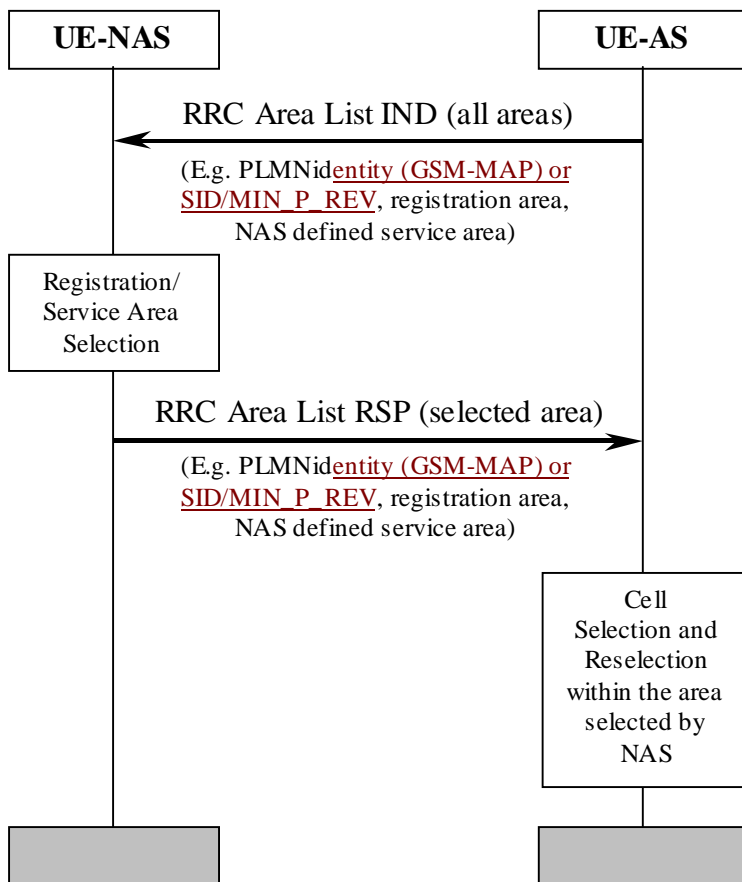 UE-NAS
UE-AS
RRC Area List IND (all areas)
(E.g. PLMNidentity (GSM-MAP) or
SID/MIN_P_REV, registration area,
NAS defined service area)
Registration/
Service Area
Selection
RRC Area List RSP (selected area)
(E.g. PLMNidentity (GSM-MAP) or
SID/MIN_P_REV, registration area,
NAS defined service area)
Cell
Selection and
Reselection
within the area
selected by
NAS